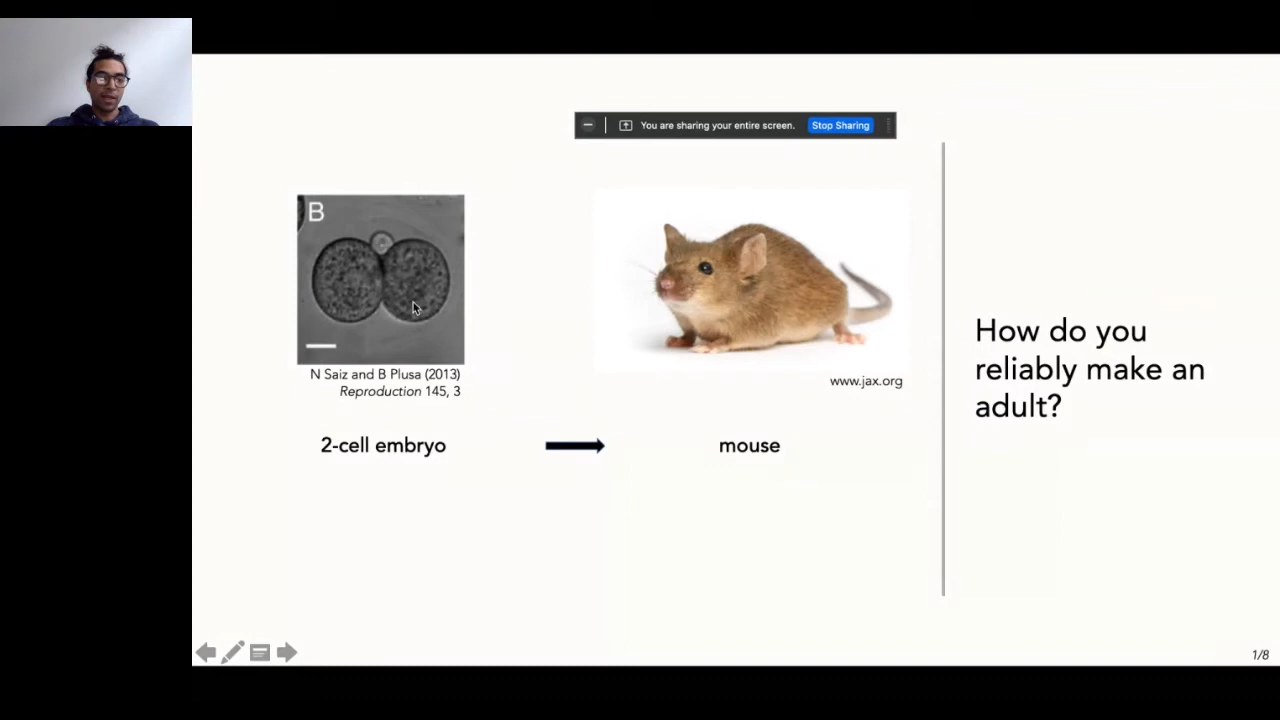 You are sharing your entire screen. Stop Sharing
B
N Saiz and B Plusa (2013)
Reproduction 145, 3
www.jax.org
2-cell embryo
mouse
How do you
reliably make an
adult?
1/8